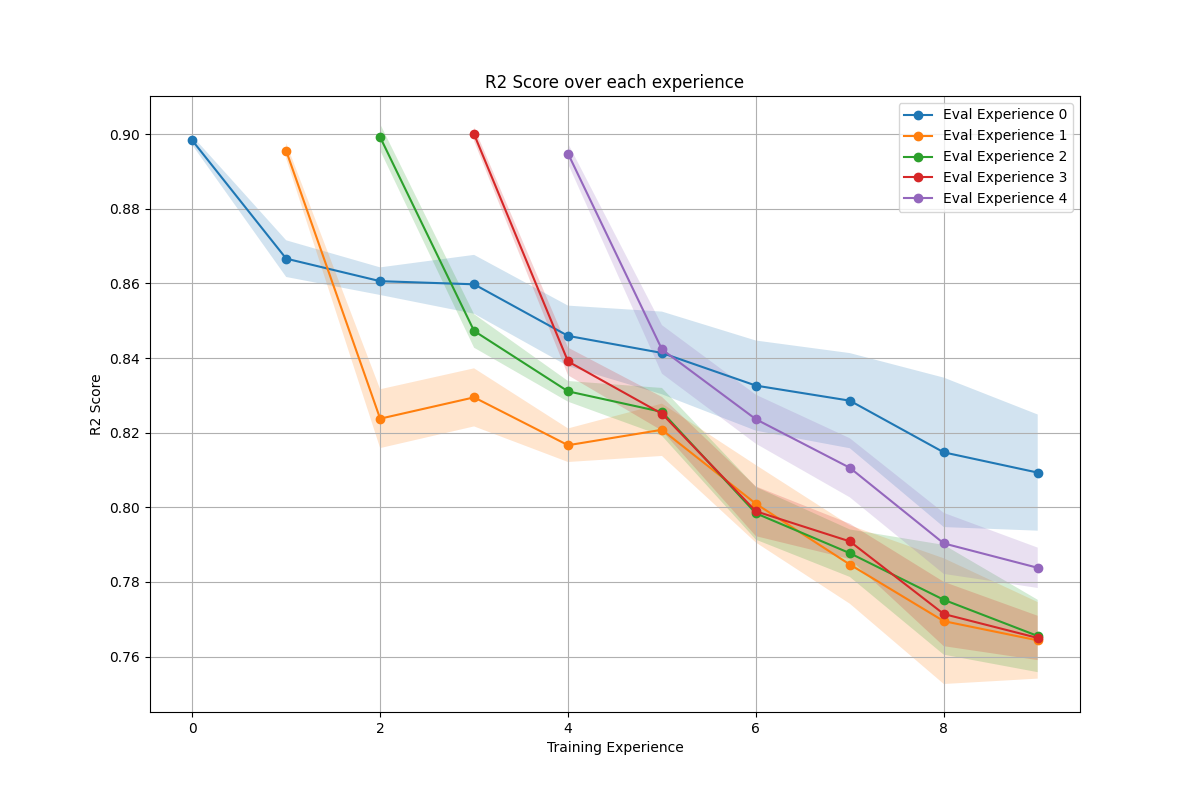 R2 Score over each experience
Eval Experience 0
Eval Experience 1
Eval Experience 2
Eval Experience 3
Eval Experience 4
R2 Score
0.90
0.88
0.86
0.84
0.82
0.80
0.78
0.76
0
2
4
6
8
Training Experience